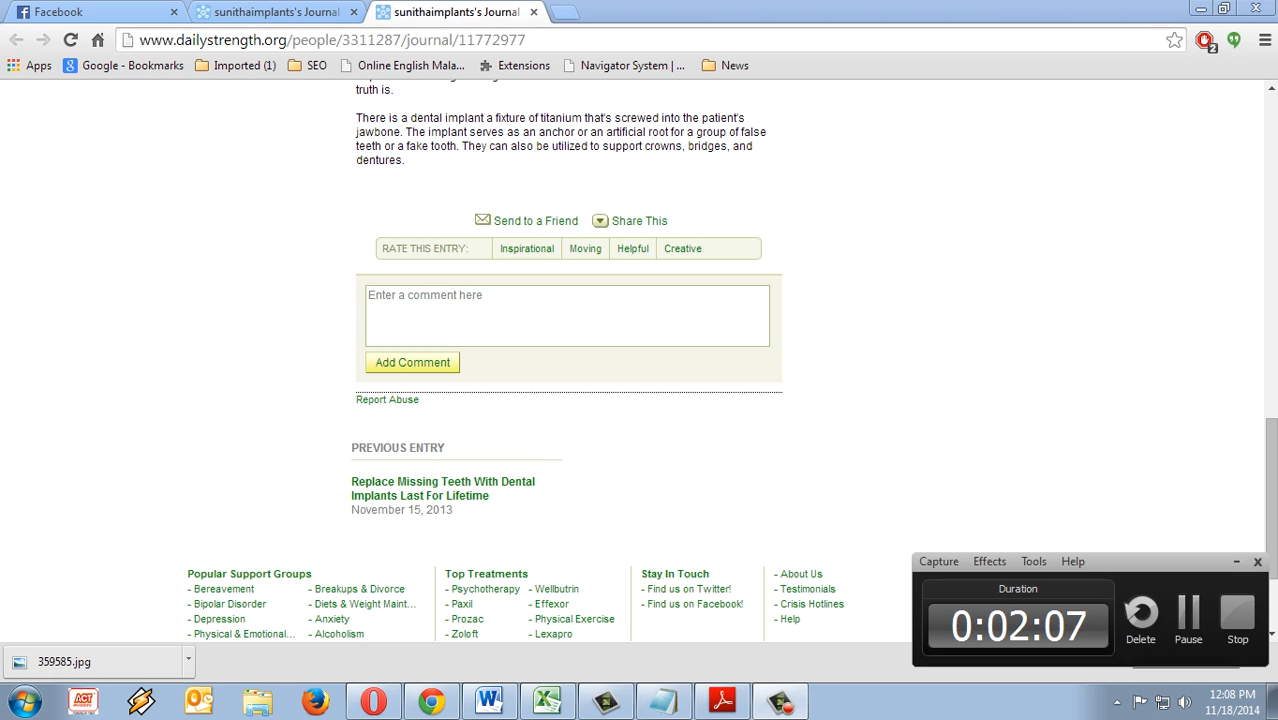 Facebook
sunithaimplants's Journal
sunithaimplants's Journal
www.dailystrength.org/people/3311287/journal/11772977
2
Apps
Google - Bookmarks
Imported (1)
SEO
Online English Mala...
Extensions
Navigator System | ...
News
truth is.
There is a dental implant a fixture of titanium that's screwed into the patient's
jawbone. The implant serves as an anchor or an artificial root for a group of false
teeth or a fake tooth. They can also be utilized to support crowns, bridges, and
dentures.
Send to a Friend
Share This
RATE THIS ENTRY:
Inspirational
Moving
Helpful
Creative
Enter a comment here
Add Comment
Report Abuse
PREVIOUS ENTRY
Replace Missing Teeth With Dental
Implants Last For Lifetime
November 15, 2013
Popular Support Groups
- Bereavement
- Bipolar Disorder
- Depression
- Physical & Emotional...
- Breakups & Divorce
- Diets & Weight Maint...
- Anxiety
- Alcoholism
Top Treatments
- Psychotherapy
- Paxil
- Prozac
- Zoloft
- Wellbutrin
- Effexor
- Physical Exercise
- Lexapro
Stay In Touch
- Find us on Twitter!
- Find us on Facebook!
- About Us
- Testimonials
- Crisis Hotlines
- Help
Capture
Effects
Tools
Help
Duration
0:02:07
Delete
Pause
Stop
359585.jpg
ACT
12:08 PM
11/18/2014